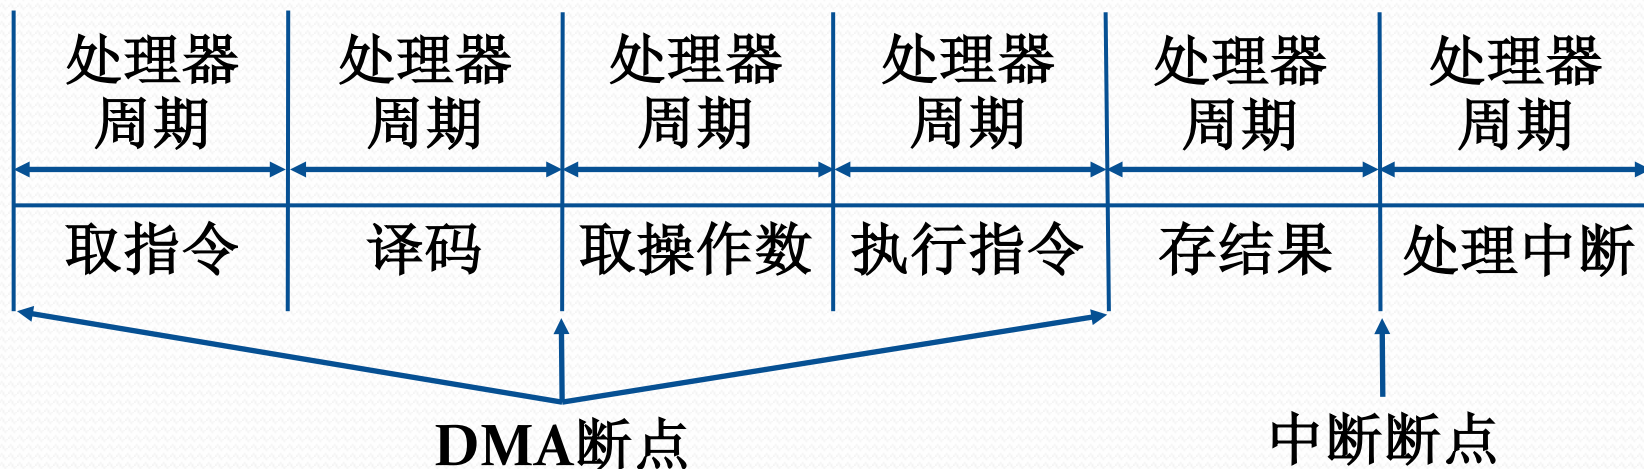 处理器 处理器 处理器 处理器 处理器 处理器
周期 周期 周期 周期 周期 周期
取指令 译码 取操作数 执行指令 存结果 处理中断
DMA断点 中断断点